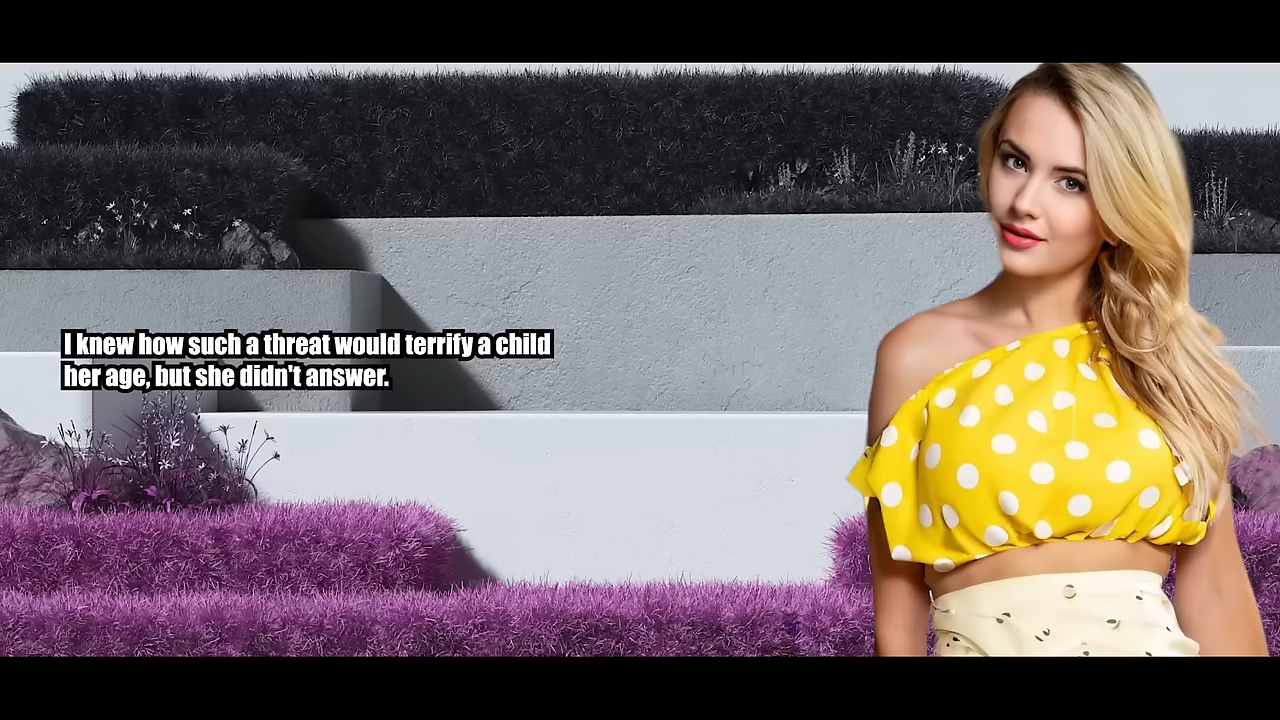 I knew how such a threat would terrify a child
her age, but she didn't answer.